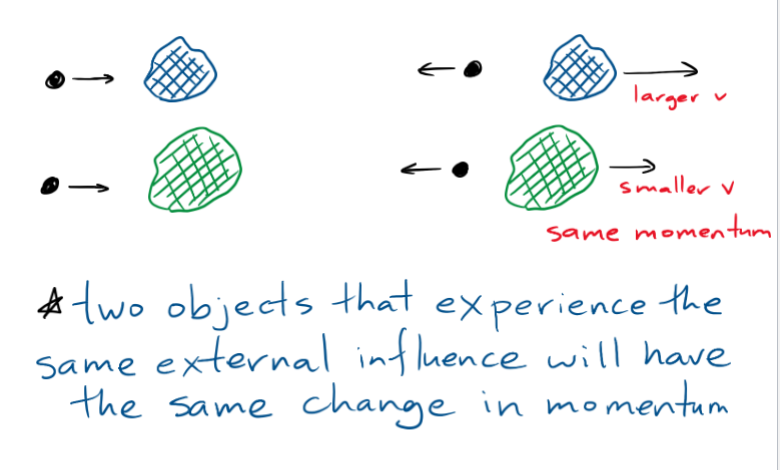 larger v
smaller v
same momentum
☆ two objects that experience the
same external influence will have
the same change in momentum